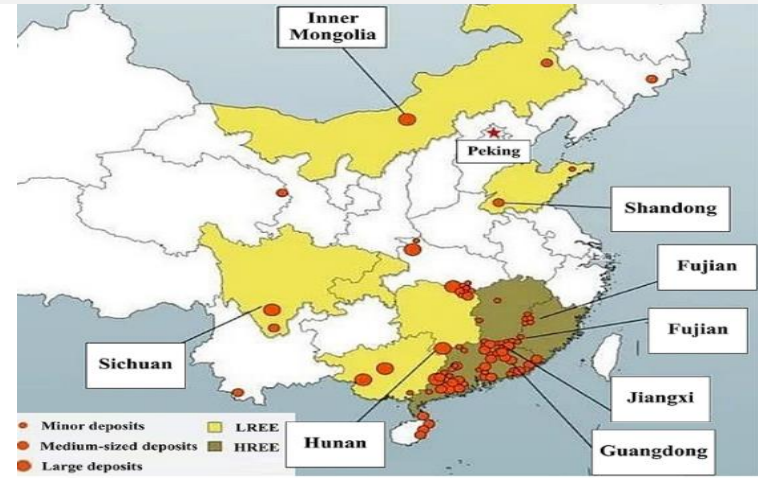 Inner
Mongolia
Peking
Shandong
Fujian
Fujian
Sichuan
Jiangxi
Hunan
Guangdong
Minor deposits
LREE
Medium-sized deposits
HREE
Large deposits